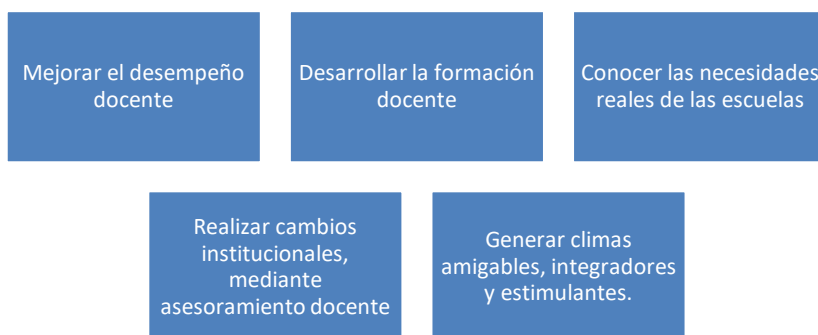 Mejorar el desempeño
docente
Desarrollar la formación
docente
Conocer las necesidades
reales de las escuelas
Realizar cambios
institucionales,
mediante
asesoramiento docente
Generar climas
amigables, integradores
y estimulantes.